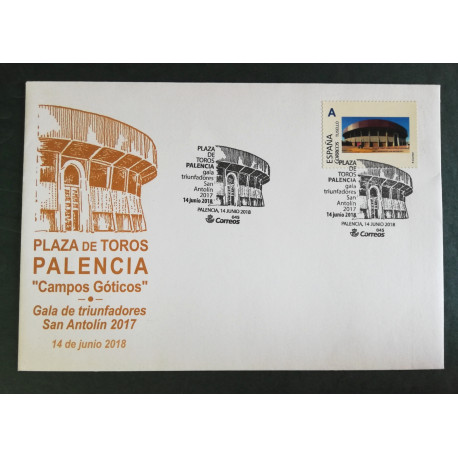 PLAZA DE TOROS
PALENCIA
"Campos Góticos"
Gala de triunfadores
San Antolín 2017
14 de junio 2018
PLAZA
DE
TOROS
PALENCIA
gala
triunfadores
San
Antolín
2017
14 junio 2018
PALENCIA, 14 JUNIO 2018
Correos
A
ESPAÑA
CORREOS
PLAZA
DE
TOROS
PALENCIA
gala
triunfadores
San
Antolín
2017
14 junio 2018
PALENCIA, 14 JUNIO 2018
Correos